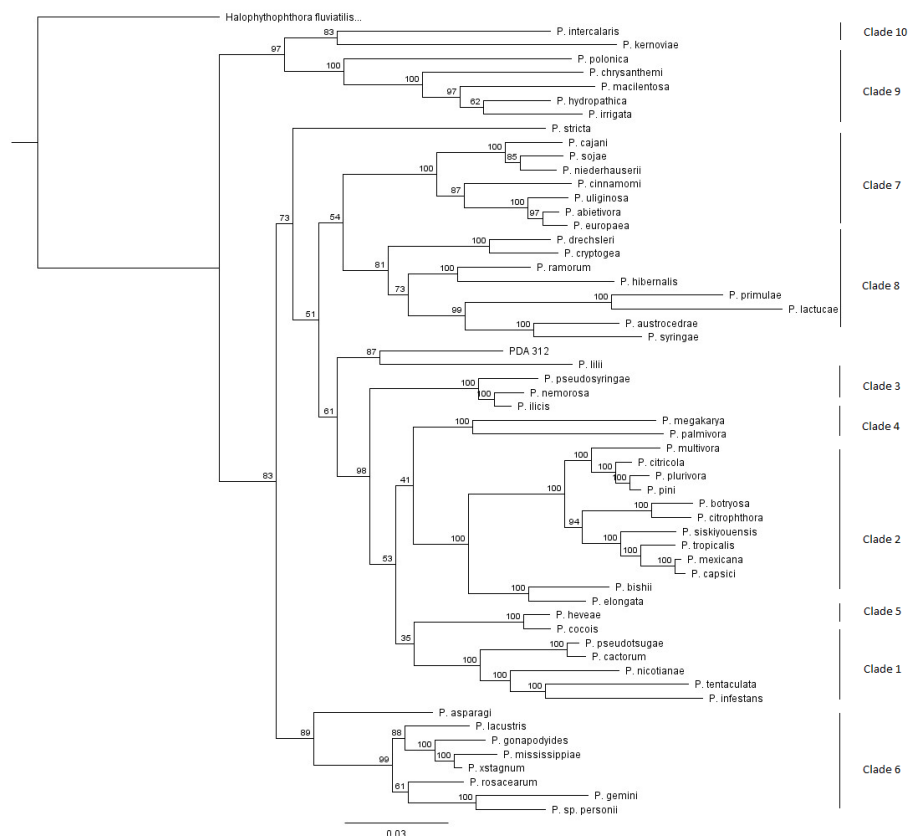 Halophythophthora fluviatilis...
P. intercalaris
83
Clade 10
P. kernoviae
97
P. polonica
100
P. chrysanthemi
100
P. macilentosa
97
Clade 9
P. hydropathica
62
P. irrigata
P. stricta
P. cajani
100
P. sojae
85
P. niederhauserii
100
P. cinnamomi
87
Clade 7
P. uliginosa
100
P. abietivora
97
P. europaea
73
54
P. drechsleri
100
P. cryptogea
81
P. ramorum
100
P. hibernalis
73
Clade 8
P. primulae
100
P. lactucae
99
P. austrocedrae
100
P. syringae
51
PDA 312
87
P. lilii
P. pseudosyringae
100
P. nemorosa
100
P. ilicis
Clade 3
61
P. megakarya
100
P. palmivora
Clade 4
98
P. multivora
100
P. citricola
100
P. plurivora
100
P. pini
100
P. botryosa
100
P. citrophthora
94
P. siskiyouensis
100
P. tropicalis
100
P. mexicana
100
P. capsici
Clade 2
41
100
P. bishii
100
P. elongata
53
P. heveae
100
P. cocois
Clade 5
35
P. pseudotsugae
100
P. cactorum
100
P. nicotianae
100
P. tentaculata
100
P. infestans
Clade 1
83
P. asparagi
89
P. lacustris
88
P. gonapodyides
100
P. mississippiae
100
P. xstagnum
99
P. rosacearum
61
P. gemini
100
P. sp. personii
Clade 6
0.03